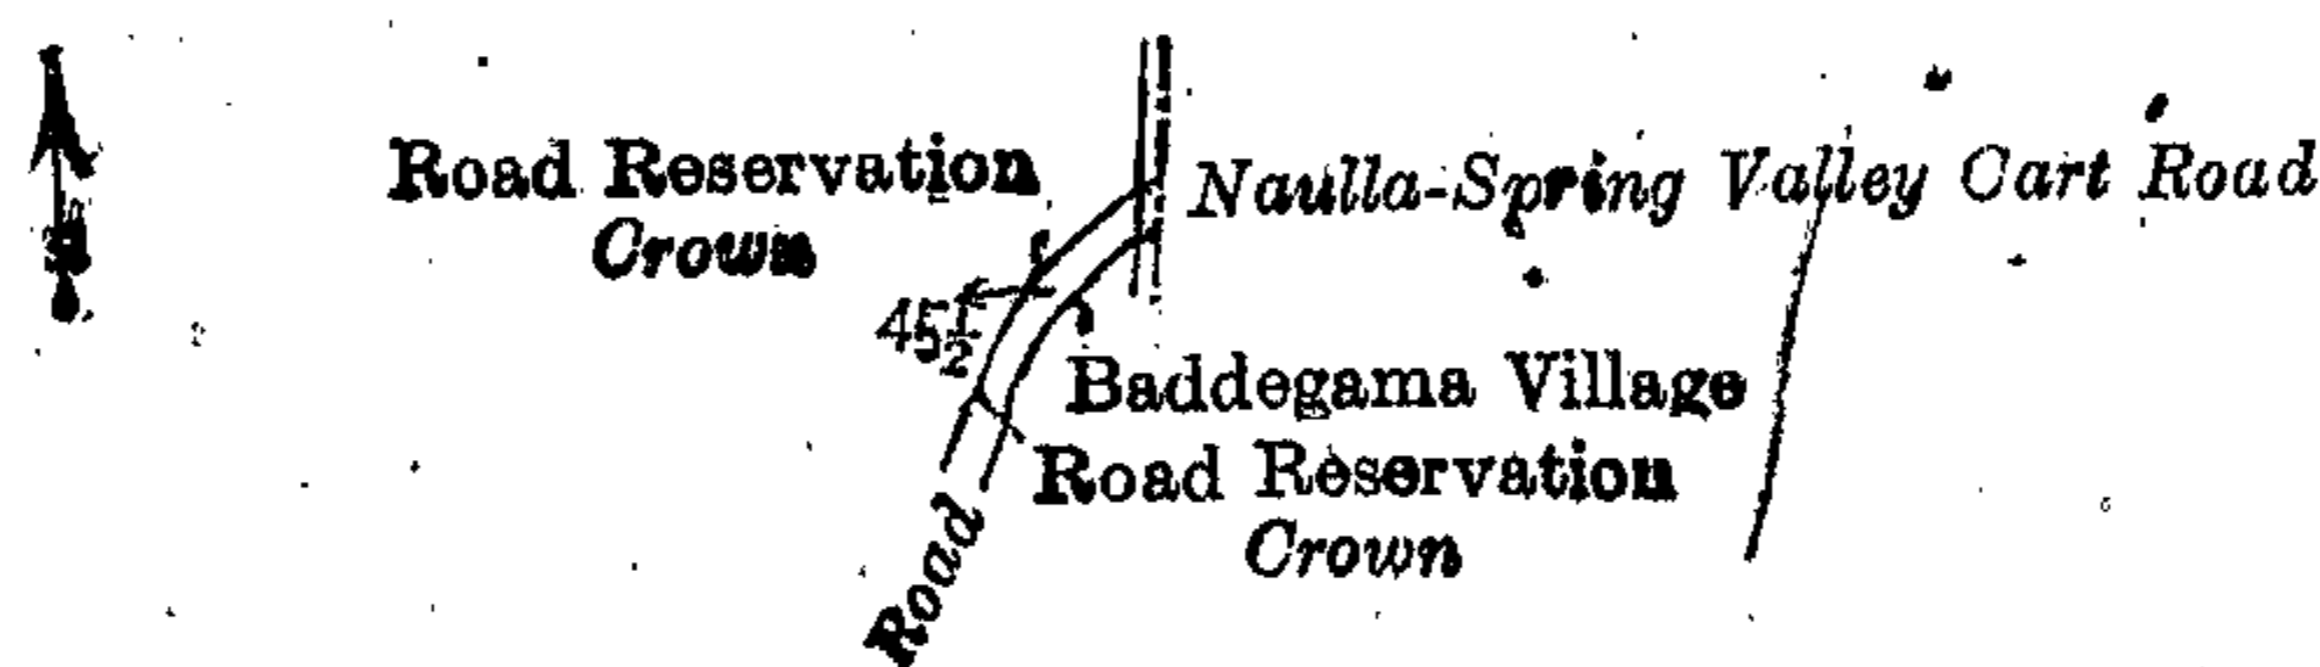 Road Reservation
Crown
Naulla-Spring Valley Cart Road
45½
Baddegama Village
Road Reservation
Crown
Road